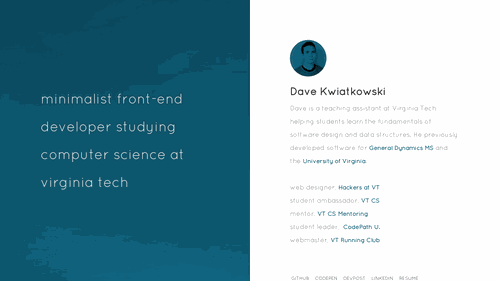 minimalist front-end
developer studying
computer science at
virginia tech
Dave Kwiatkowski
Dave is a teaching assistant at Virginia Tech
helping students learn the fundamentals of
software design and data structures. He previously
developed software for General Dynamics MS and
the University of Virginia.
web designer. Hackers at VT
student ambassador. VT CS
mentor. VT CS Mentoring
student leader. CodePath U.
webmaster. VT Running Club
GITHUB CODEPEN DEVPOST LINKEDIN RESUME